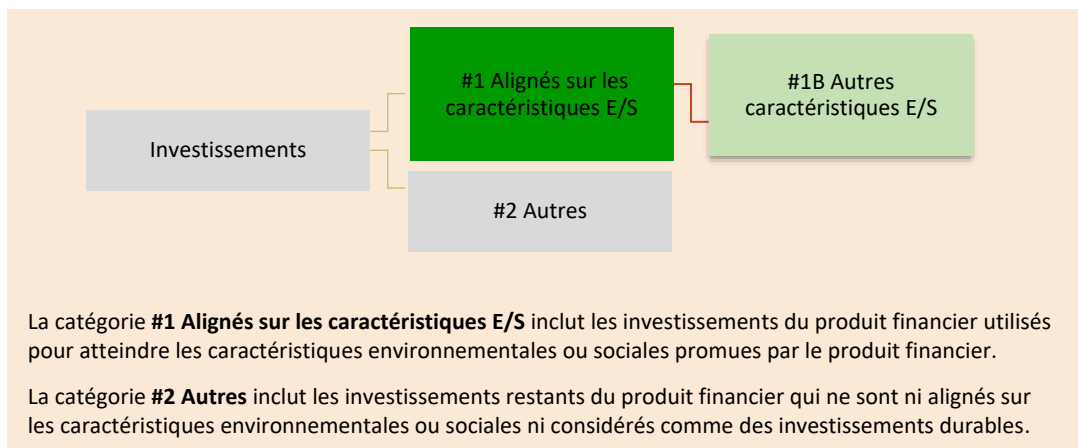 #1 Alignés sur les
caractéristiques E/S
#1B Autres
caractéristiques E/S
Investissements
#2 Autres
La catégorie #1 Alignés sur les caractéristiques E/S inclut les investissements du produit financier utilisés
pour atteindre les caractéristiques environnementales ou sociales promues par le produit financier.
La catégorie #2 Autres inclut les investissements restants du produit financier qui ne sont ni alignés sur
les caractéristiques environnementales ou sociales ni considérés comme des investissements durables.